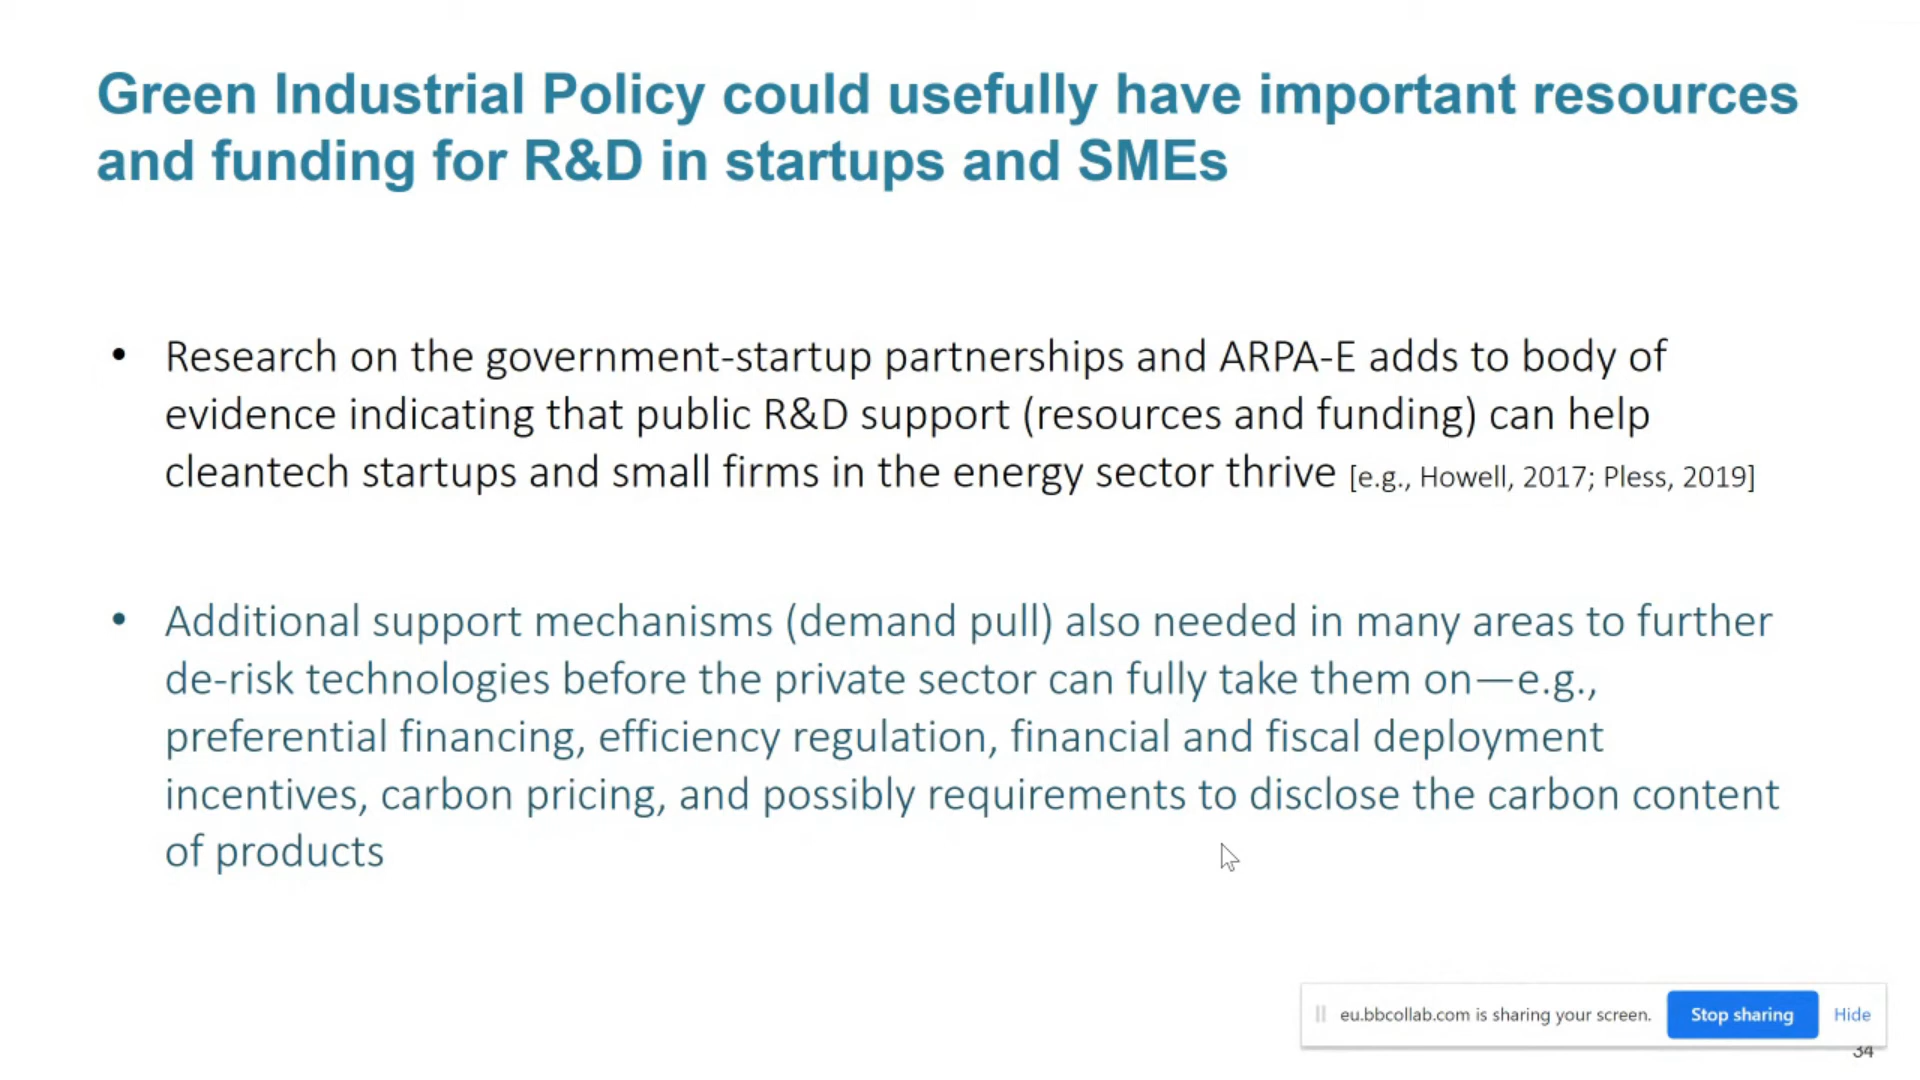 Green Industrial Policy could usefully have important resources
and funding for R&D in startups and SMEs
• Research on the government-startup partnerships and ARPA-E adds to body of
evidence indicating that public R&D support (resources and funding) can help
cleantech startups and small firms in the energy sector thrive [e.g., Howell, 2017; Pless, 2019]
• Additional support mechanisms (demand pull) also needed in many areas to further
de-risk technologies before the private sector can fully take them on—e.g.,
preferential financing, efficiency regulation, financial and fiscal deployment
incentives, carbon pricing, and possibly requirements to disclose the carbon content
of products
eu.bbcollab.com is sharing your screen. Stop sharing Hide
34